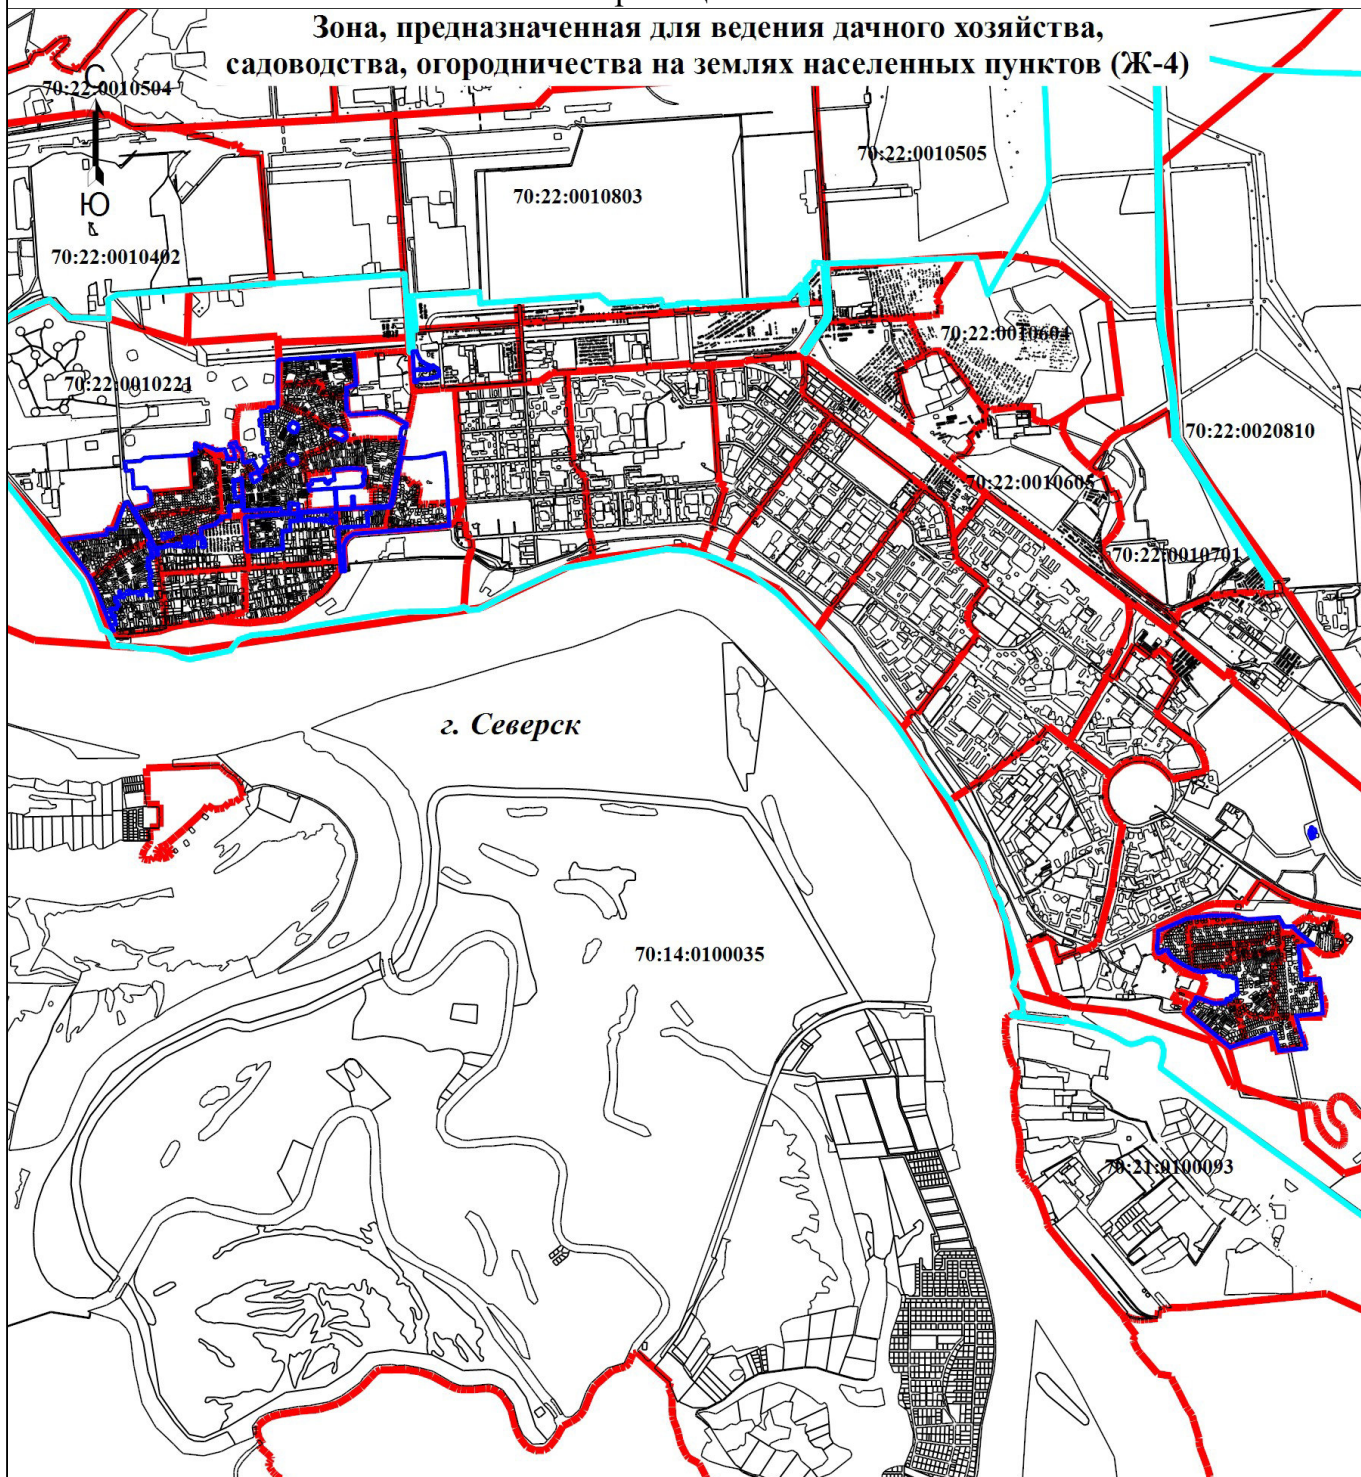 Зона, предназначенная для ведения дачного хозяйства,
садоводства, огородничества на землях населенных пунктов (Ж-4)
С
70:22:0010504
70:22:0010505
70:22:0010803
Ю
70:22:0010402
70:22:0010604
70:22:0010221
70:22:0020810
70:22:0010605
70:22:0010701
г. Северск
70:14:0100035
70:21:0100093